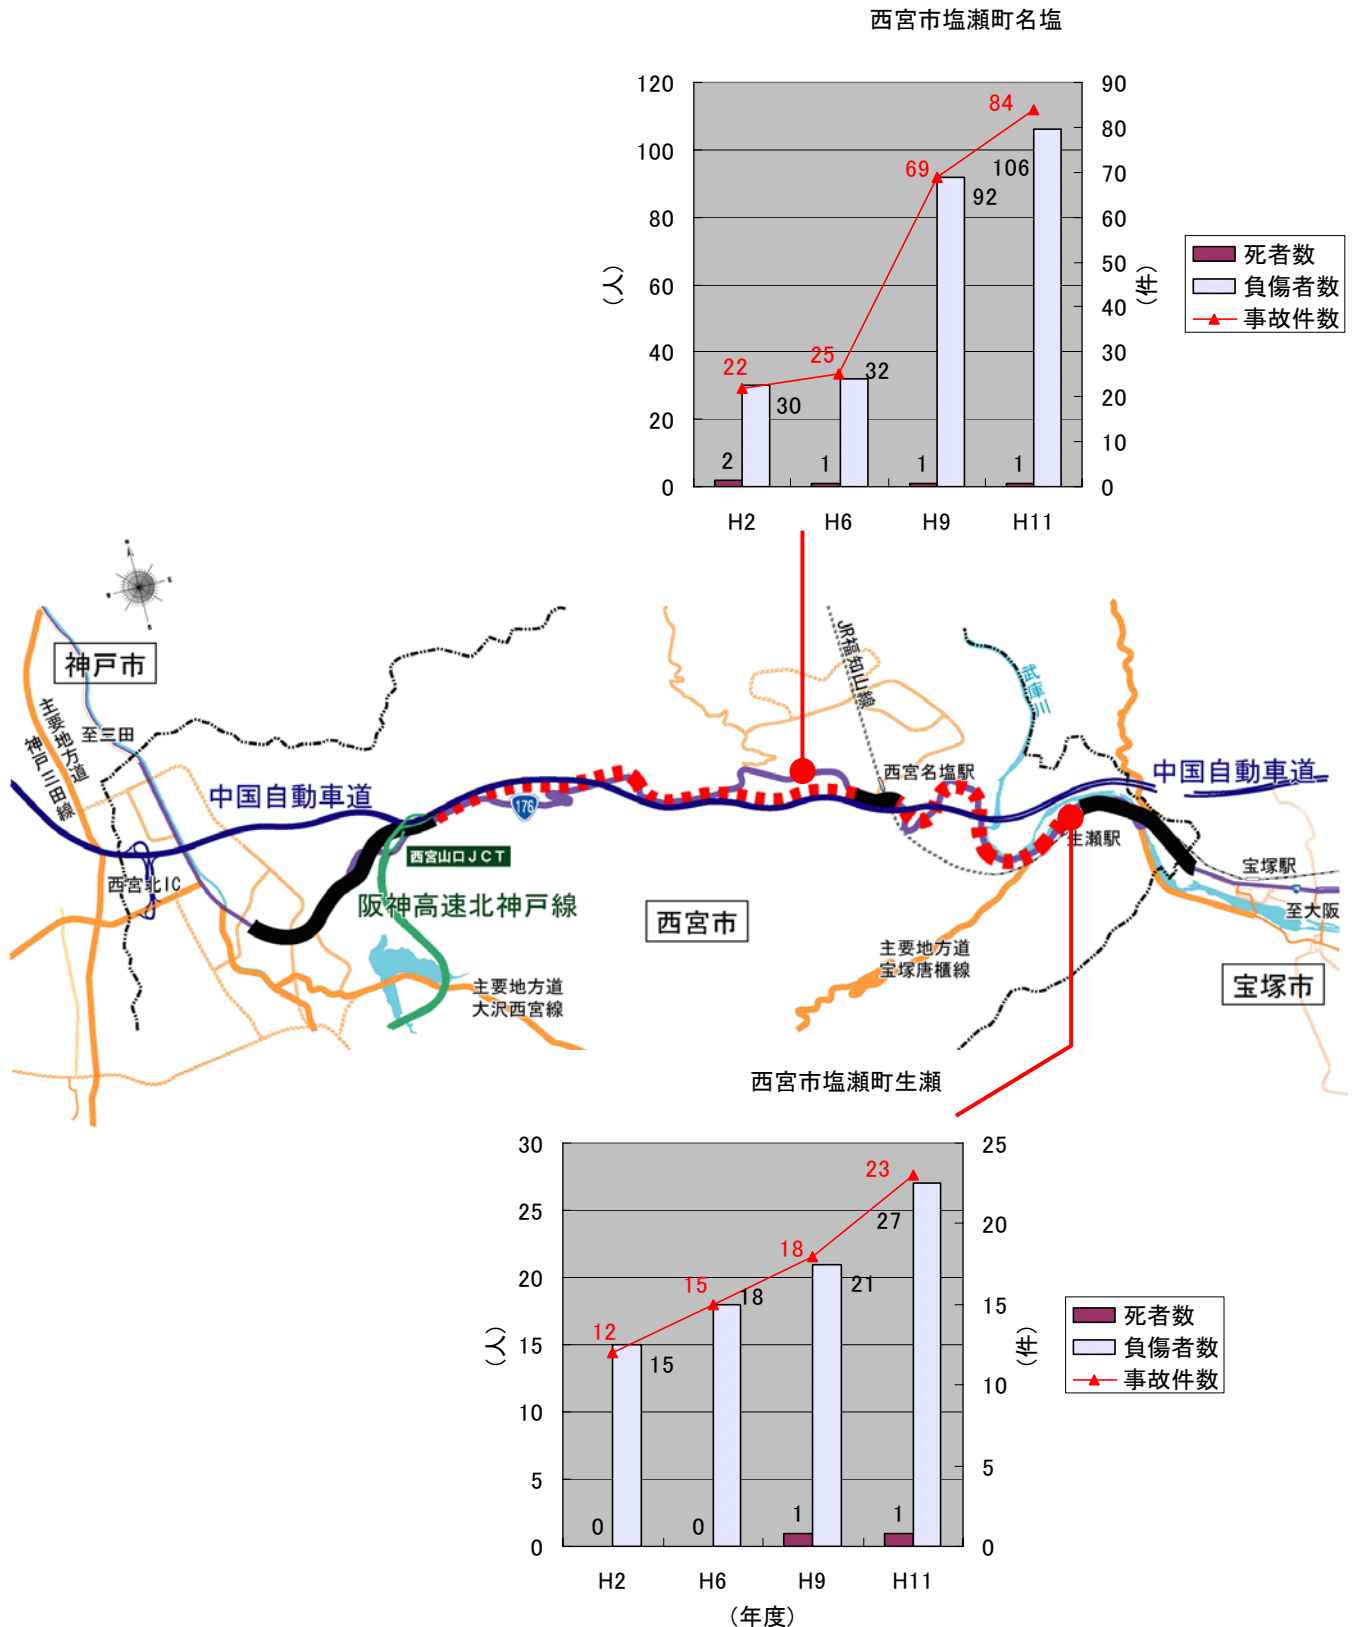 西宮市塩瀬町名塩
120
100
80
60
40
20
0
(人)
90
80
70
60
50
40
30
20
10
0
(件)
22
25
69
84
30
32
92
106
2
1
1
1
H2
H6
H9
H11
死者数
負傷者数
事故件数
神戸市
至三田
主要地方道
神戸三田線
中国自動車道
176
西宮山口JCT
西宮北IC
阪神高速北神戸線
主要地方道
大沢西宮線
西宮市
JR福知山線
武庫川
西宮名塩駅
中国自動車道
生瀬駅
宝塚駅
至大阪
主要地方道
宝塚唐櫃線
宝塚市
西宮市塩瀬町生瀬
30
25
20
15
10
5
0
(人)
25
20
15
10
5
0
(件)
12
15
18
23
15
18
21
27
0
0
1
1
H2
H6
H9
H11
(年度)
死者数
負傷者数
事故件数